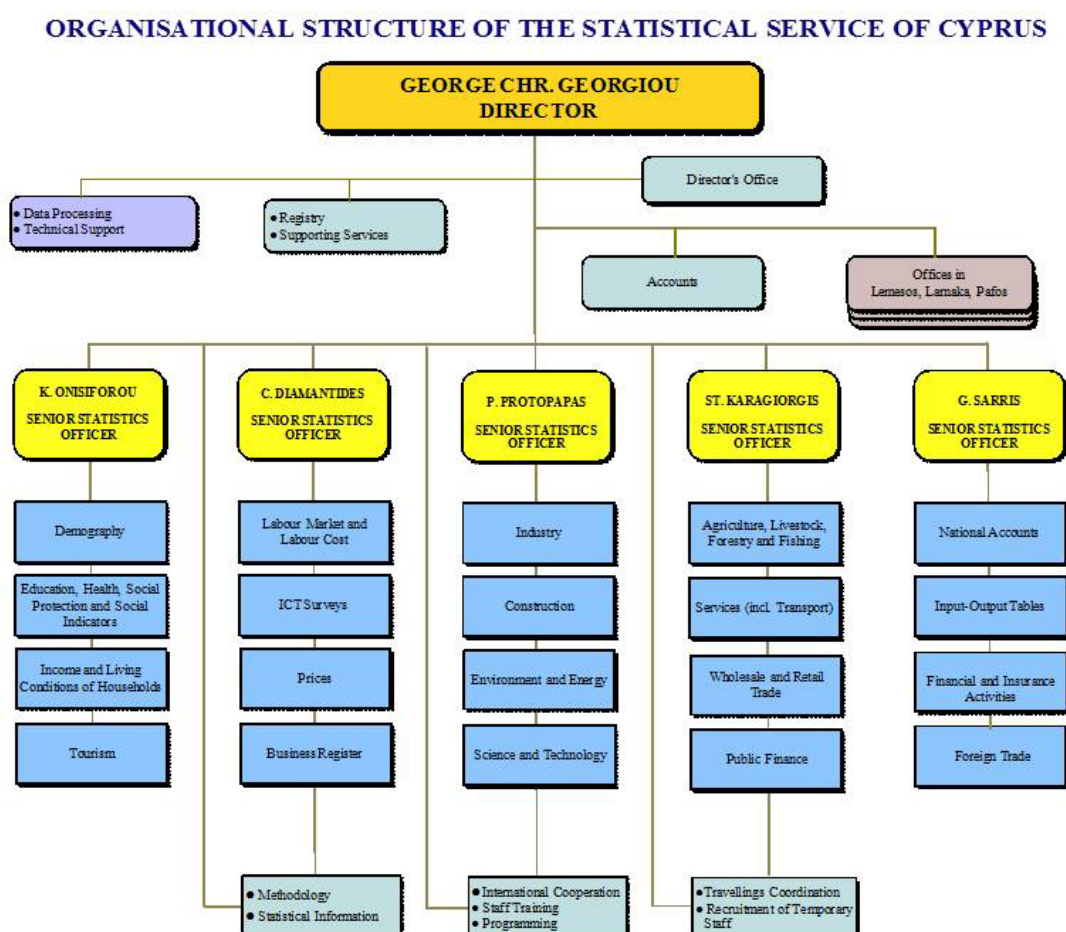 ORGANISATIONAL STRUCTURE OF THE STATISTICAL SERVICE OF CYPRUS
GEORGE CHR. GEORGIOU
DIRECTOR
Director's Office
● Data Processing
● Technical Support
● Registry
● Supporting Services
Accounts
Offices in
Lemesos, Larnaka, Pafos
K. ONISIFOROU
SENIOR STATISTICS
OFFICER
C. DIAMANTIDES
SENIOR STATISTICS
OFFICER
P. PROTOPAPAS
SENIOR STATISTICS
OFFICER
ST. KARAGIORGIS
SENIOR STATISTICS
OFFICER
G. SARRIS
SENIOR STATISTICS
OFFICER
Demography
Labour Market and
Labour Cost
Industry
Agriculture, Livestock,
Forestry and Fishing
National Accounts
Education, Health, Social
Protection and Social
Indicators
ICT Surveys
Construction
Services (incl. Transport)
Input-Output Tables
Income and Living
Conditions of Households
Prices
Environment and Energy
Wholesale and Retail
Trade
Financial and Insurance
Activities
Tourism
Business Register
Science and Technology
Public Finance
Foreign Trade
● Methodology
● Statistical Information
● International Cooperation
● Staff Training
● Programming
● Travellings Coordination
● Recruitment of Temporary
Staff